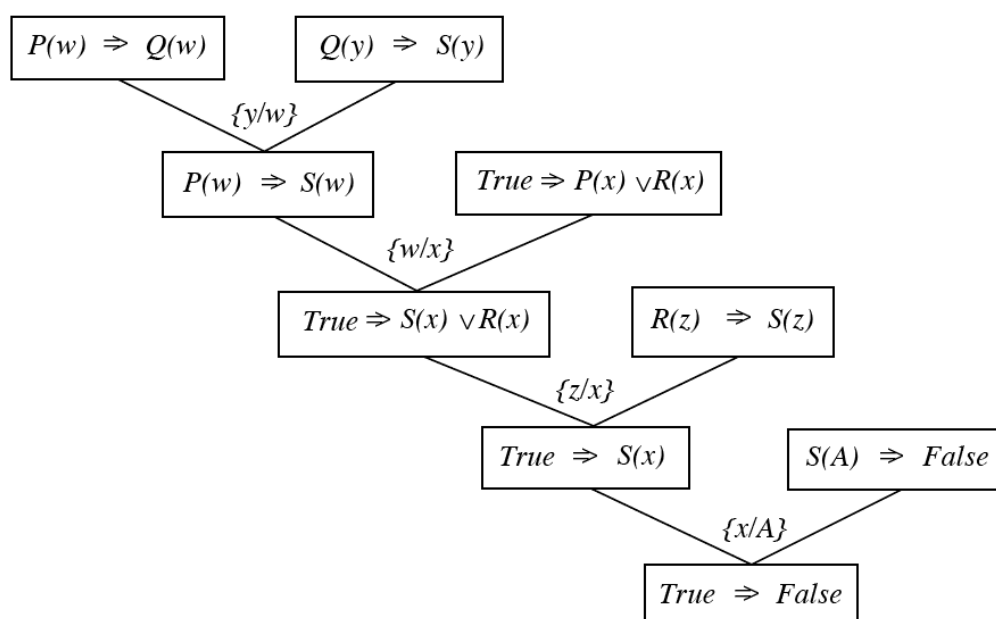 P(w) ⇒ Q(w)
Q(y) ⇒ S(y)
{y/w}
P(w) ⇒ S(w)
True ⇒ P(x) ∨R(x)
{w/x}
True ⇒ S(x) ∨R(x)
R(z) ⇒ S(z)
{z/x}
True ⇒ S(x)
S(A) ⇒ False
{x/A}
True ⇒ False